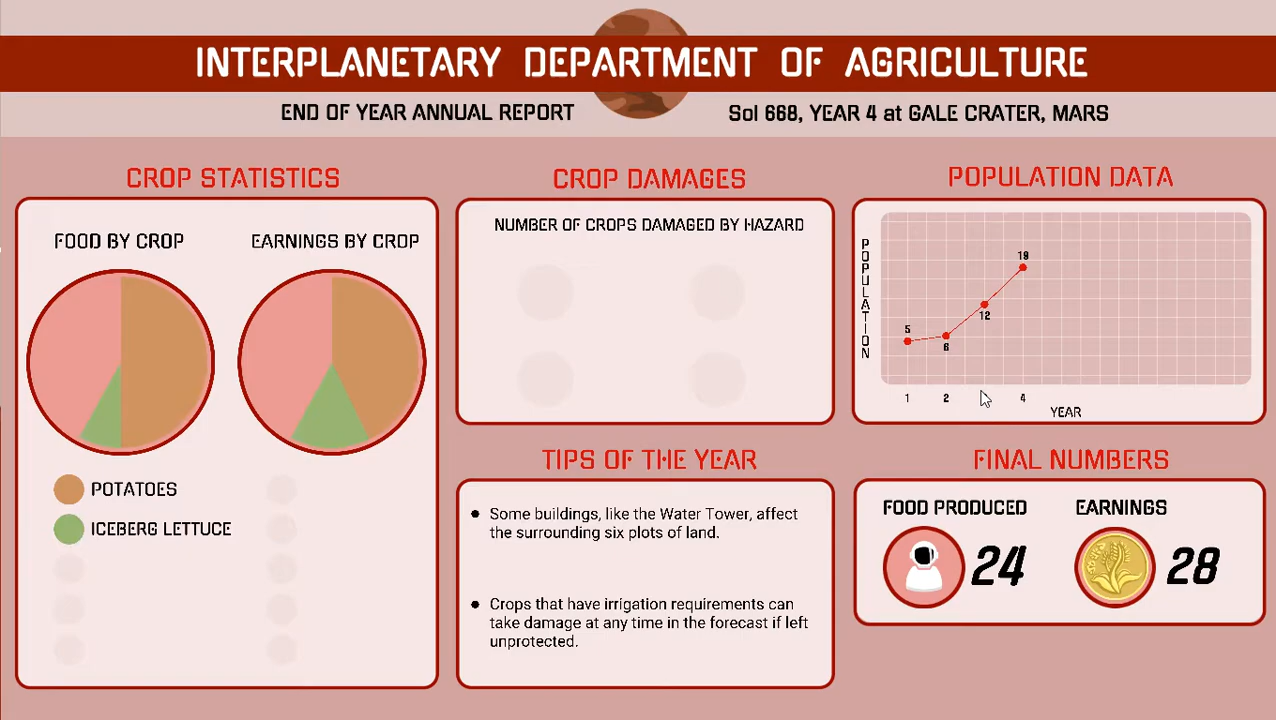 INTERPLANETARY DEPARTMENT OF AGRICULTURE
END OF YEAR ANNUAL REPORT
Sol 668, YEAR 4 at GALE CRATER, MARS
CROP STATISTICS
FOOD BY CROP
EARNINGS BY CROP
POTATOES
ICEBERG LETTUCE
CROP DAMAGES
NUMBER OF CROPS DAMAGED BY HAZARD
TIPS OF THE YEAR
Some buildings, like the Water Tower, affect
the surrounding six plots of land.
Crops that have irrigation requirements can
take damage at any time in the forecast if left
unprotected.
POPULATION DATA
POPULATION
5
6
12
19
1 2 4
YEAR
FINAL NUMBERS
FOOD PRODUCED
24
EARNINGS
28